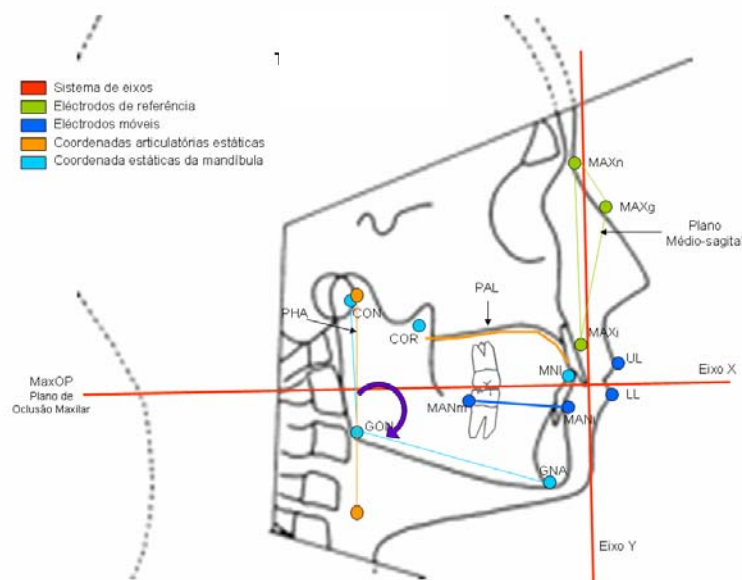 Sistema de eixos
Eléctrodos de referência
Eléctrodos móveis
Coordenadas articulatórias estáticas
Coordenada estáticas da mandíbula
MAXn
MAXg
Plano
Médio-sagital
PAL
PHA
CON
COR
MAXi
UL
MNI
Eixo X
MaxOP
Plano de
Oclusão Maxilar
LL
MANm
MANi
GON
GNA
Eixo Y